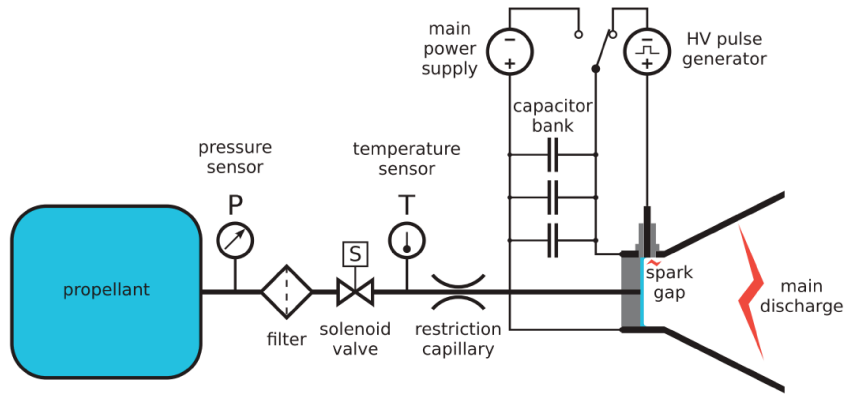 main
power
supply
−
+
−
+
HV pulse
generator
capacitor
bank
pressure
sensor
temperature
sensor
P
T
S
propellant
filter
solenoid
valve
restriction
capillary
spark
gap
main
discharge